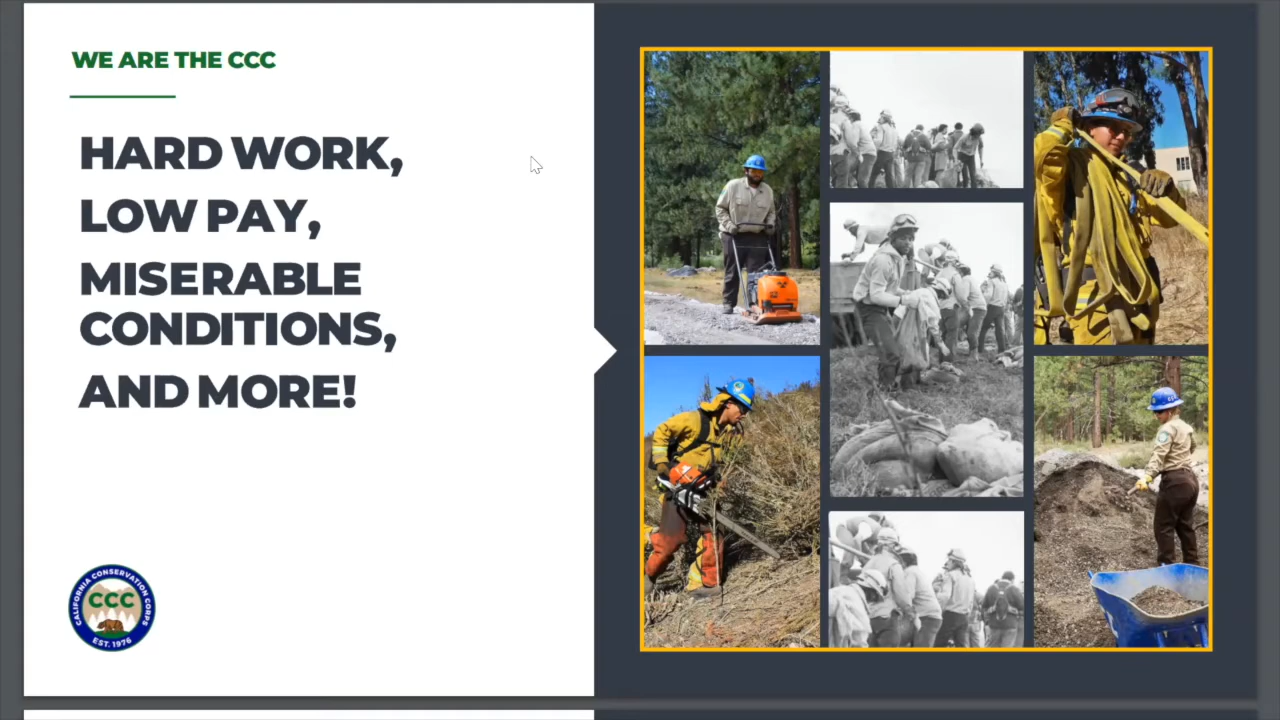 WE ARE THE CCC
HARD WORK,
LOW PAY,
MISERABLE
CONDITIONS,
AND MORE!
CALIFORNIA CONSERVATION CORPS
CCC
EST. 1976